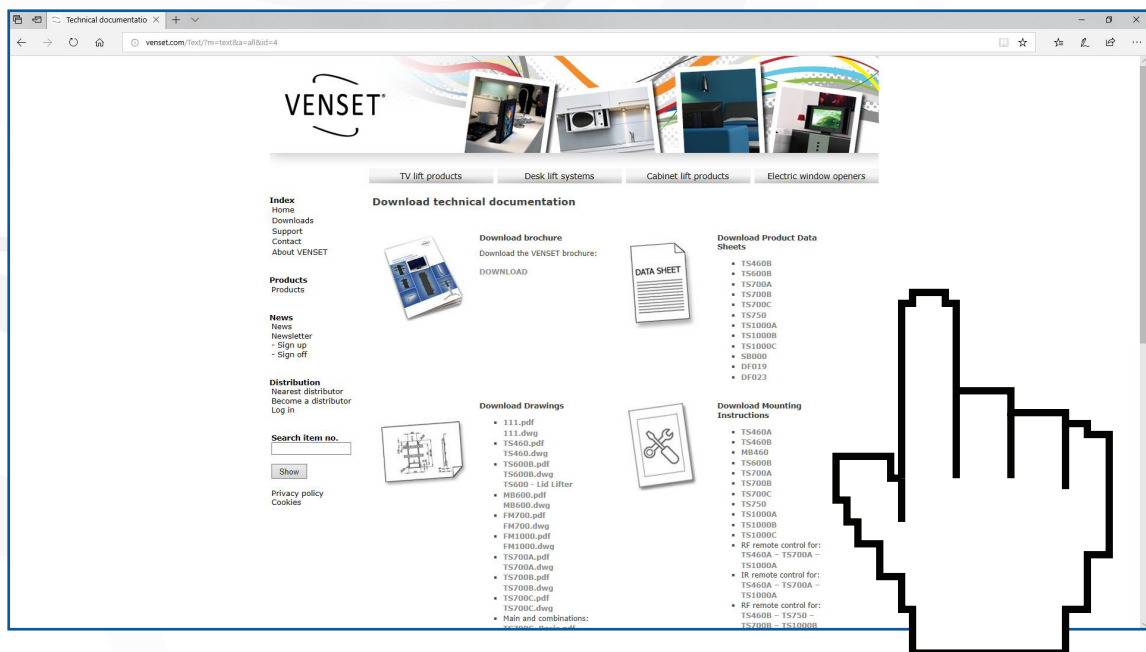 Technical documentatio
venset.com/Text/?m=text&a=all&id=4
VENSET®
TV lift products
Desk lift systems
Cabinet lift products
Electric window openers
Index
Home
Downloads
Support
Contact
About VENSET
Products
Products
News
News
Newsletter
- Sign up
- Sign off
Distribution
Nearest distributor
Become a distributor
Log in
Search item no.
Show
Privacy policy
Cookies
Download technical documentation
Download brochure
Download the VENSET brochure:
DOWNLOAD
DATA SHEET
Download Product Data
Sheets
TS460B
TS600B
TS700A
TS700B
TS700C
TS750
TS1000A
TS1000B
TS1000C
SB000
DF019
DF023
Download Drawings
111.pdf
111.dwg
TS460.pdf
TS460.dwg
TS600B.pdf
TS600B.dwg
TS600 - Lid Lifter
MB600.pdf
MB600.dwg
FM700.pdf
FM700.dwg
FM1000.pdf
FM1000.dwg
TS700A.pdf
TS700A.dwg
TS700B.pdf
TS700B.dwg
TS700C.pdf
TS700C.dwg
Main and combinations:
Download Mounting
Instructions
TS460A
TS460B
MB460
TS600B
TS700A
TS700B
TS700C
TS750
TS1000A
TS1000B
TS1000C
RF remote control for:
TS460A – TS700A –
TS1000A
IR remote control for:
TS460A – TS700A –
TS1000A
RF remote control for:
TS460B – TS750 –
TS700B – TS1000B